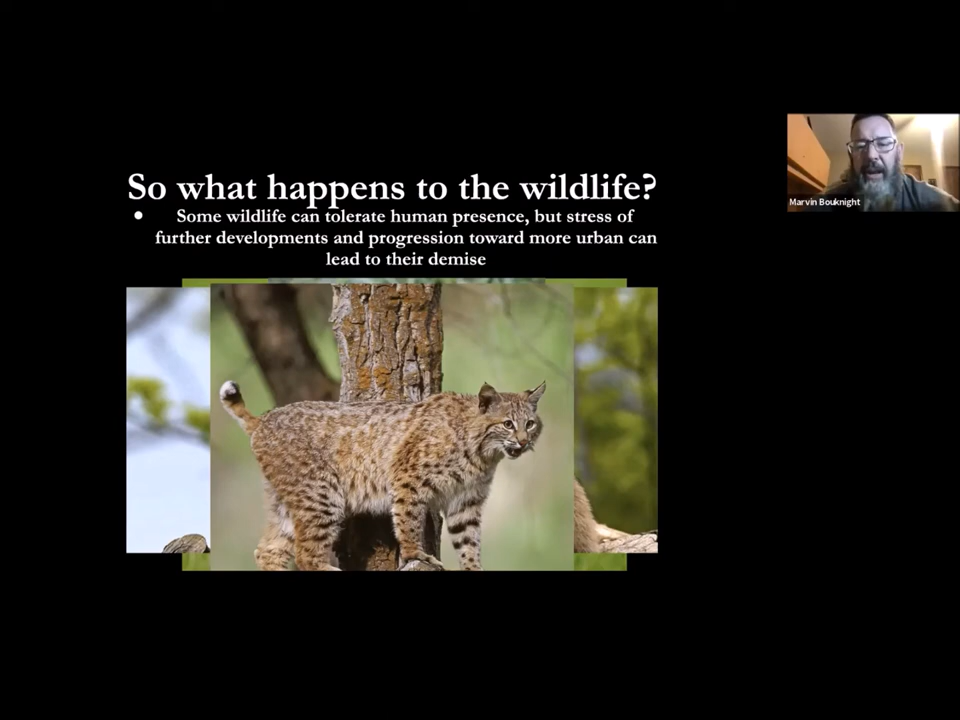 So what happens to the wildlife?
• Some wildlife can tolerate human presence, but stress of
further developments and progression toward more urban can
lead to their demise
Marvin Bouknight